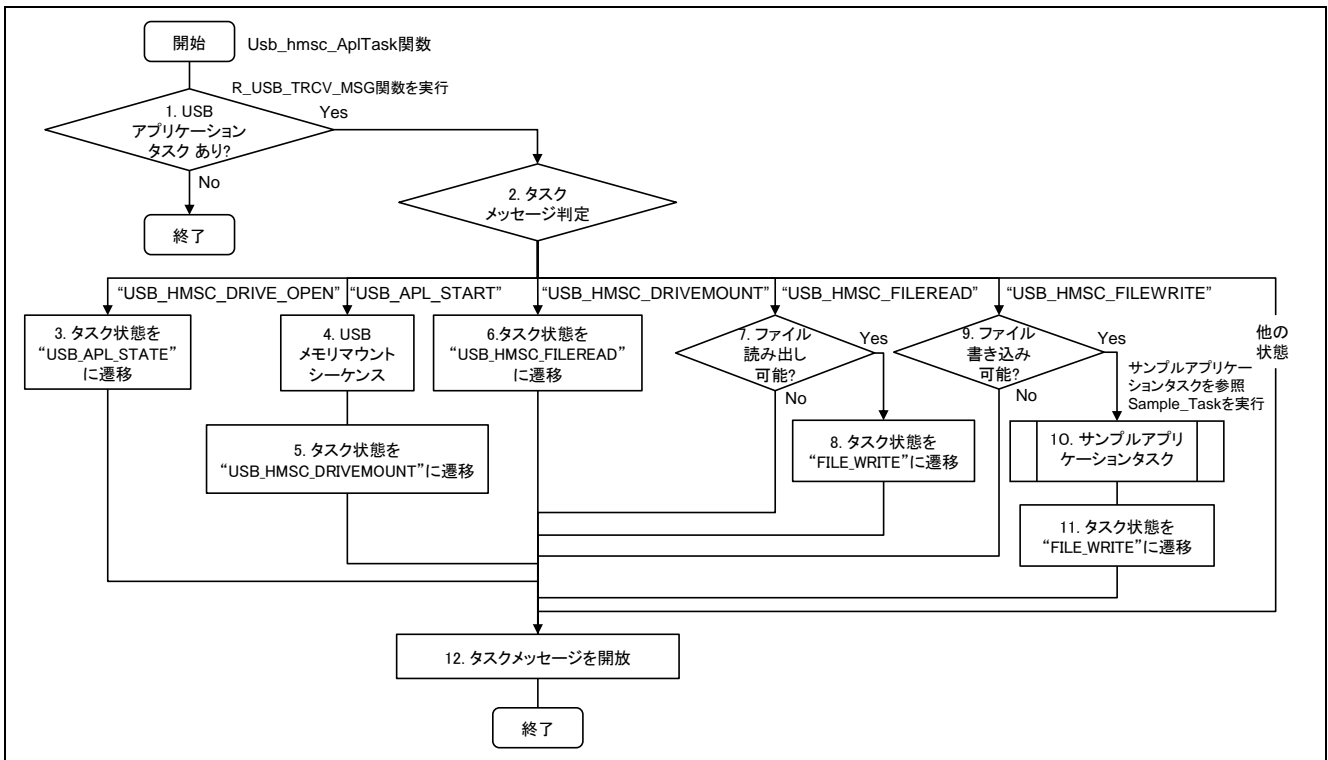 開始
Usb_hmsc_AplTask関数
R_USB_TRCV_MSG関数を実行
1. USB
アプリケーション
タスク あり?
Yes
No
終了
2. タスク
メッセージ判定
“USB_HMSC_DRIVE_OPEN”
“USB_APL_START”
“USB_HMSC_DRIVEMOUNT”
“USB_HMSC_FILEREAD”
“USB_HMSC_FILEWRITE”
他の
状態
3. タスク状態を
“USB_APL_STATE”
に遷移
4. USB
メモリマウント
シーケンス
5. タスク状態を
“USB_HMSC_DRIVEMOUNT”に遷移
6.タスク状態を
“USB_HMSC_FILEREAD”
に遷移
7. ファイル
読み出し
可能?
Yes
No
8. タスク状態を
“FILE_WRITE”に遷移
9. ファイル
書き込み
可能?
Yes
No
サンプルアプリケー
ションタスクを参照
Sample_Taskを実行
10. サンプルアプリ
ケーションタスク
11. タスク状態を
“FILE_WRITE”に遷移
12. タスクメッセージを開放
終了